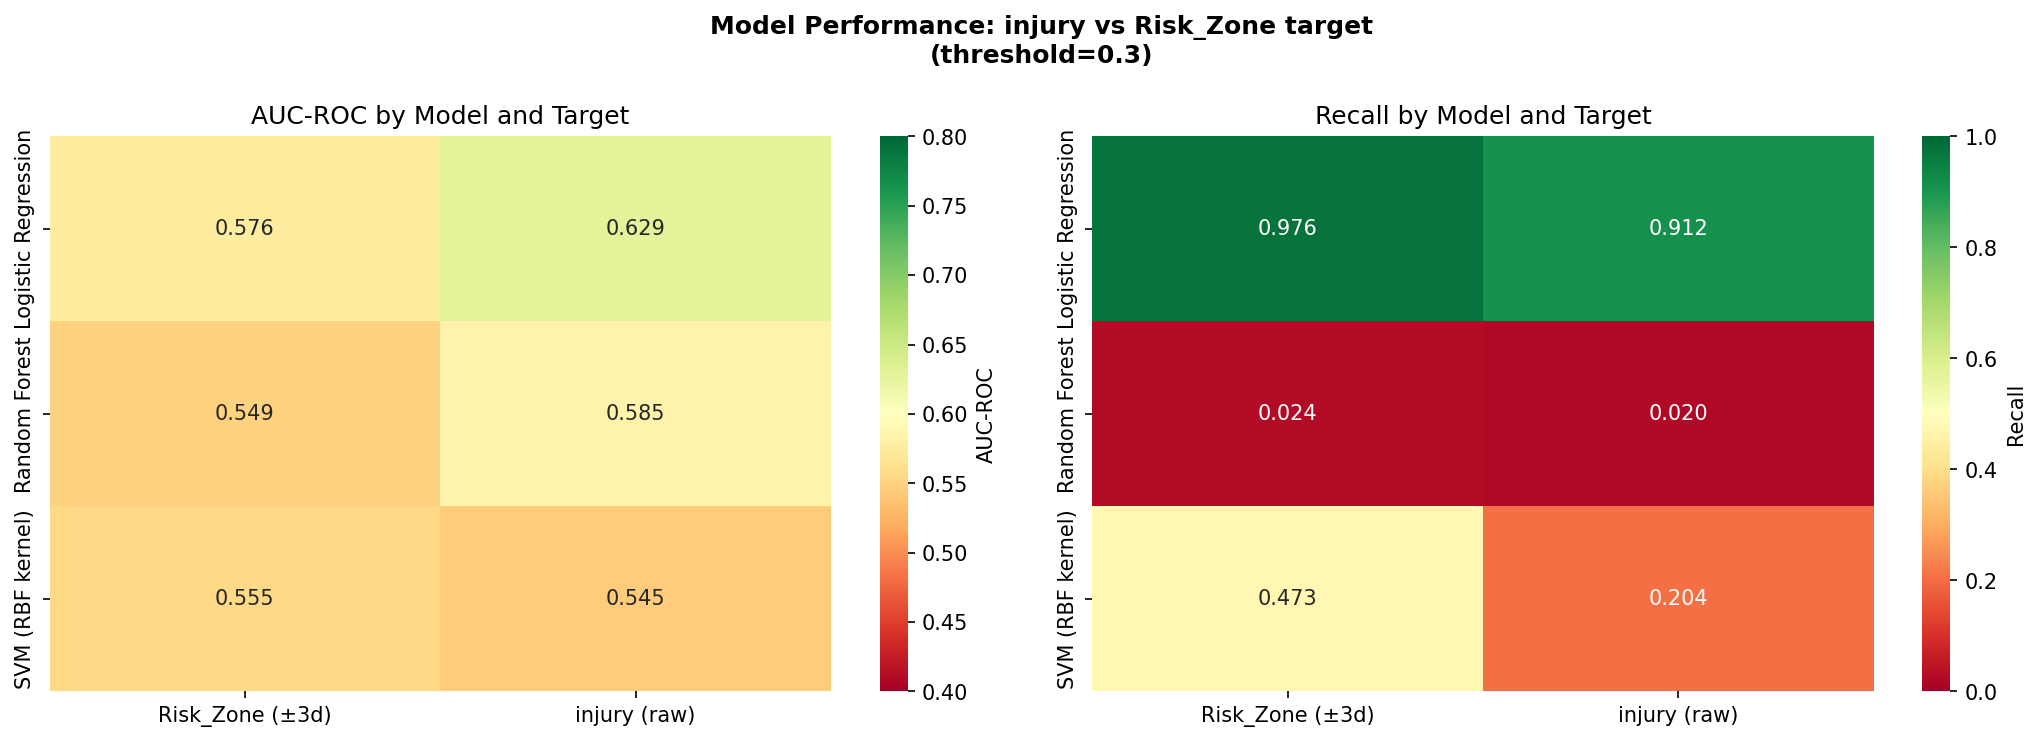 Model Performance: injury vs Risk_Zone target
(threshold=0.3)
AUC-ROC by Model and Target
Logistic Regression
Random Forest
SVM (RBF kernel)
0.576
0.629
0.549
0.585
0.555
0.545
Risk_Zone (±3d)
injury (raw)
0.80
0.75
0.70
0.65
0.60
0.55
0.50
0.45
0.40
AUC-ROC
Recall by Model and Target
Logistic Regression
Random Forest
SVM (RBF kernel)
0.976
0.912
0.024
0.020
0.473
0.204
Risk_Zone (±3d)
injury (raw)
1.0
0.8
0.6
0.4
0.2
0.0
Recall